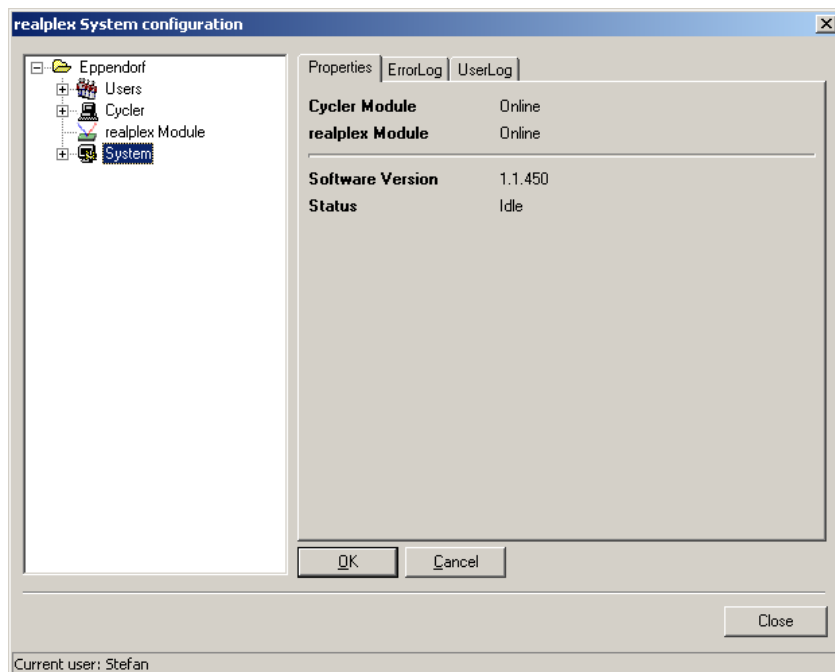 realplex System configuration
Eppendorf
Users
Cycler
realplex Module
System
Properties
ErrorLog
UserLog
Cycler Module Online
realplex Module Online
Software Version 1.1.450
Status Idle
OK
Cancel
Close
Current user: Stefan